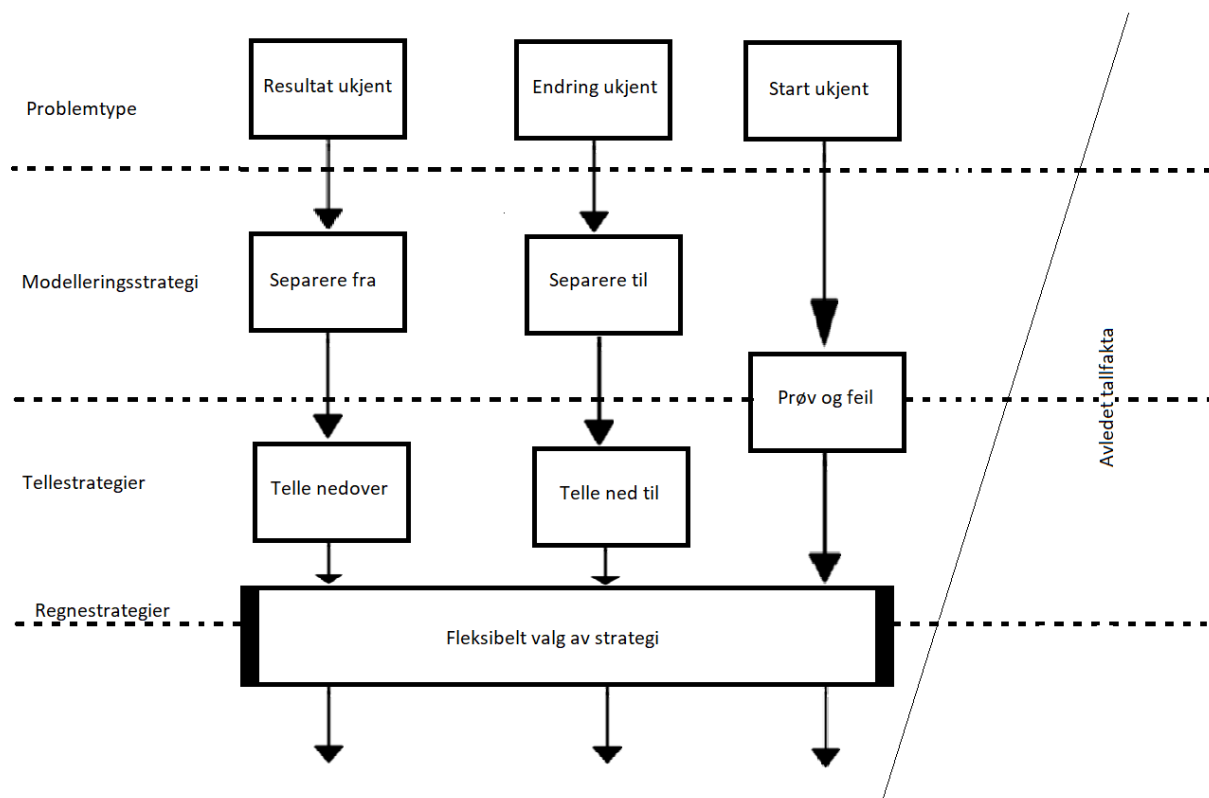 Resultat ukjent
Endring ukjent
Start ukjent
Problemtype
Modelleringsstrategi
Separere fra
Separere til
Avledet tallfakta
Prøv og feil
Tellestrategier
Telle nedover
Telle ned til
Regnestrategier
Fleksibelt valg av strategi